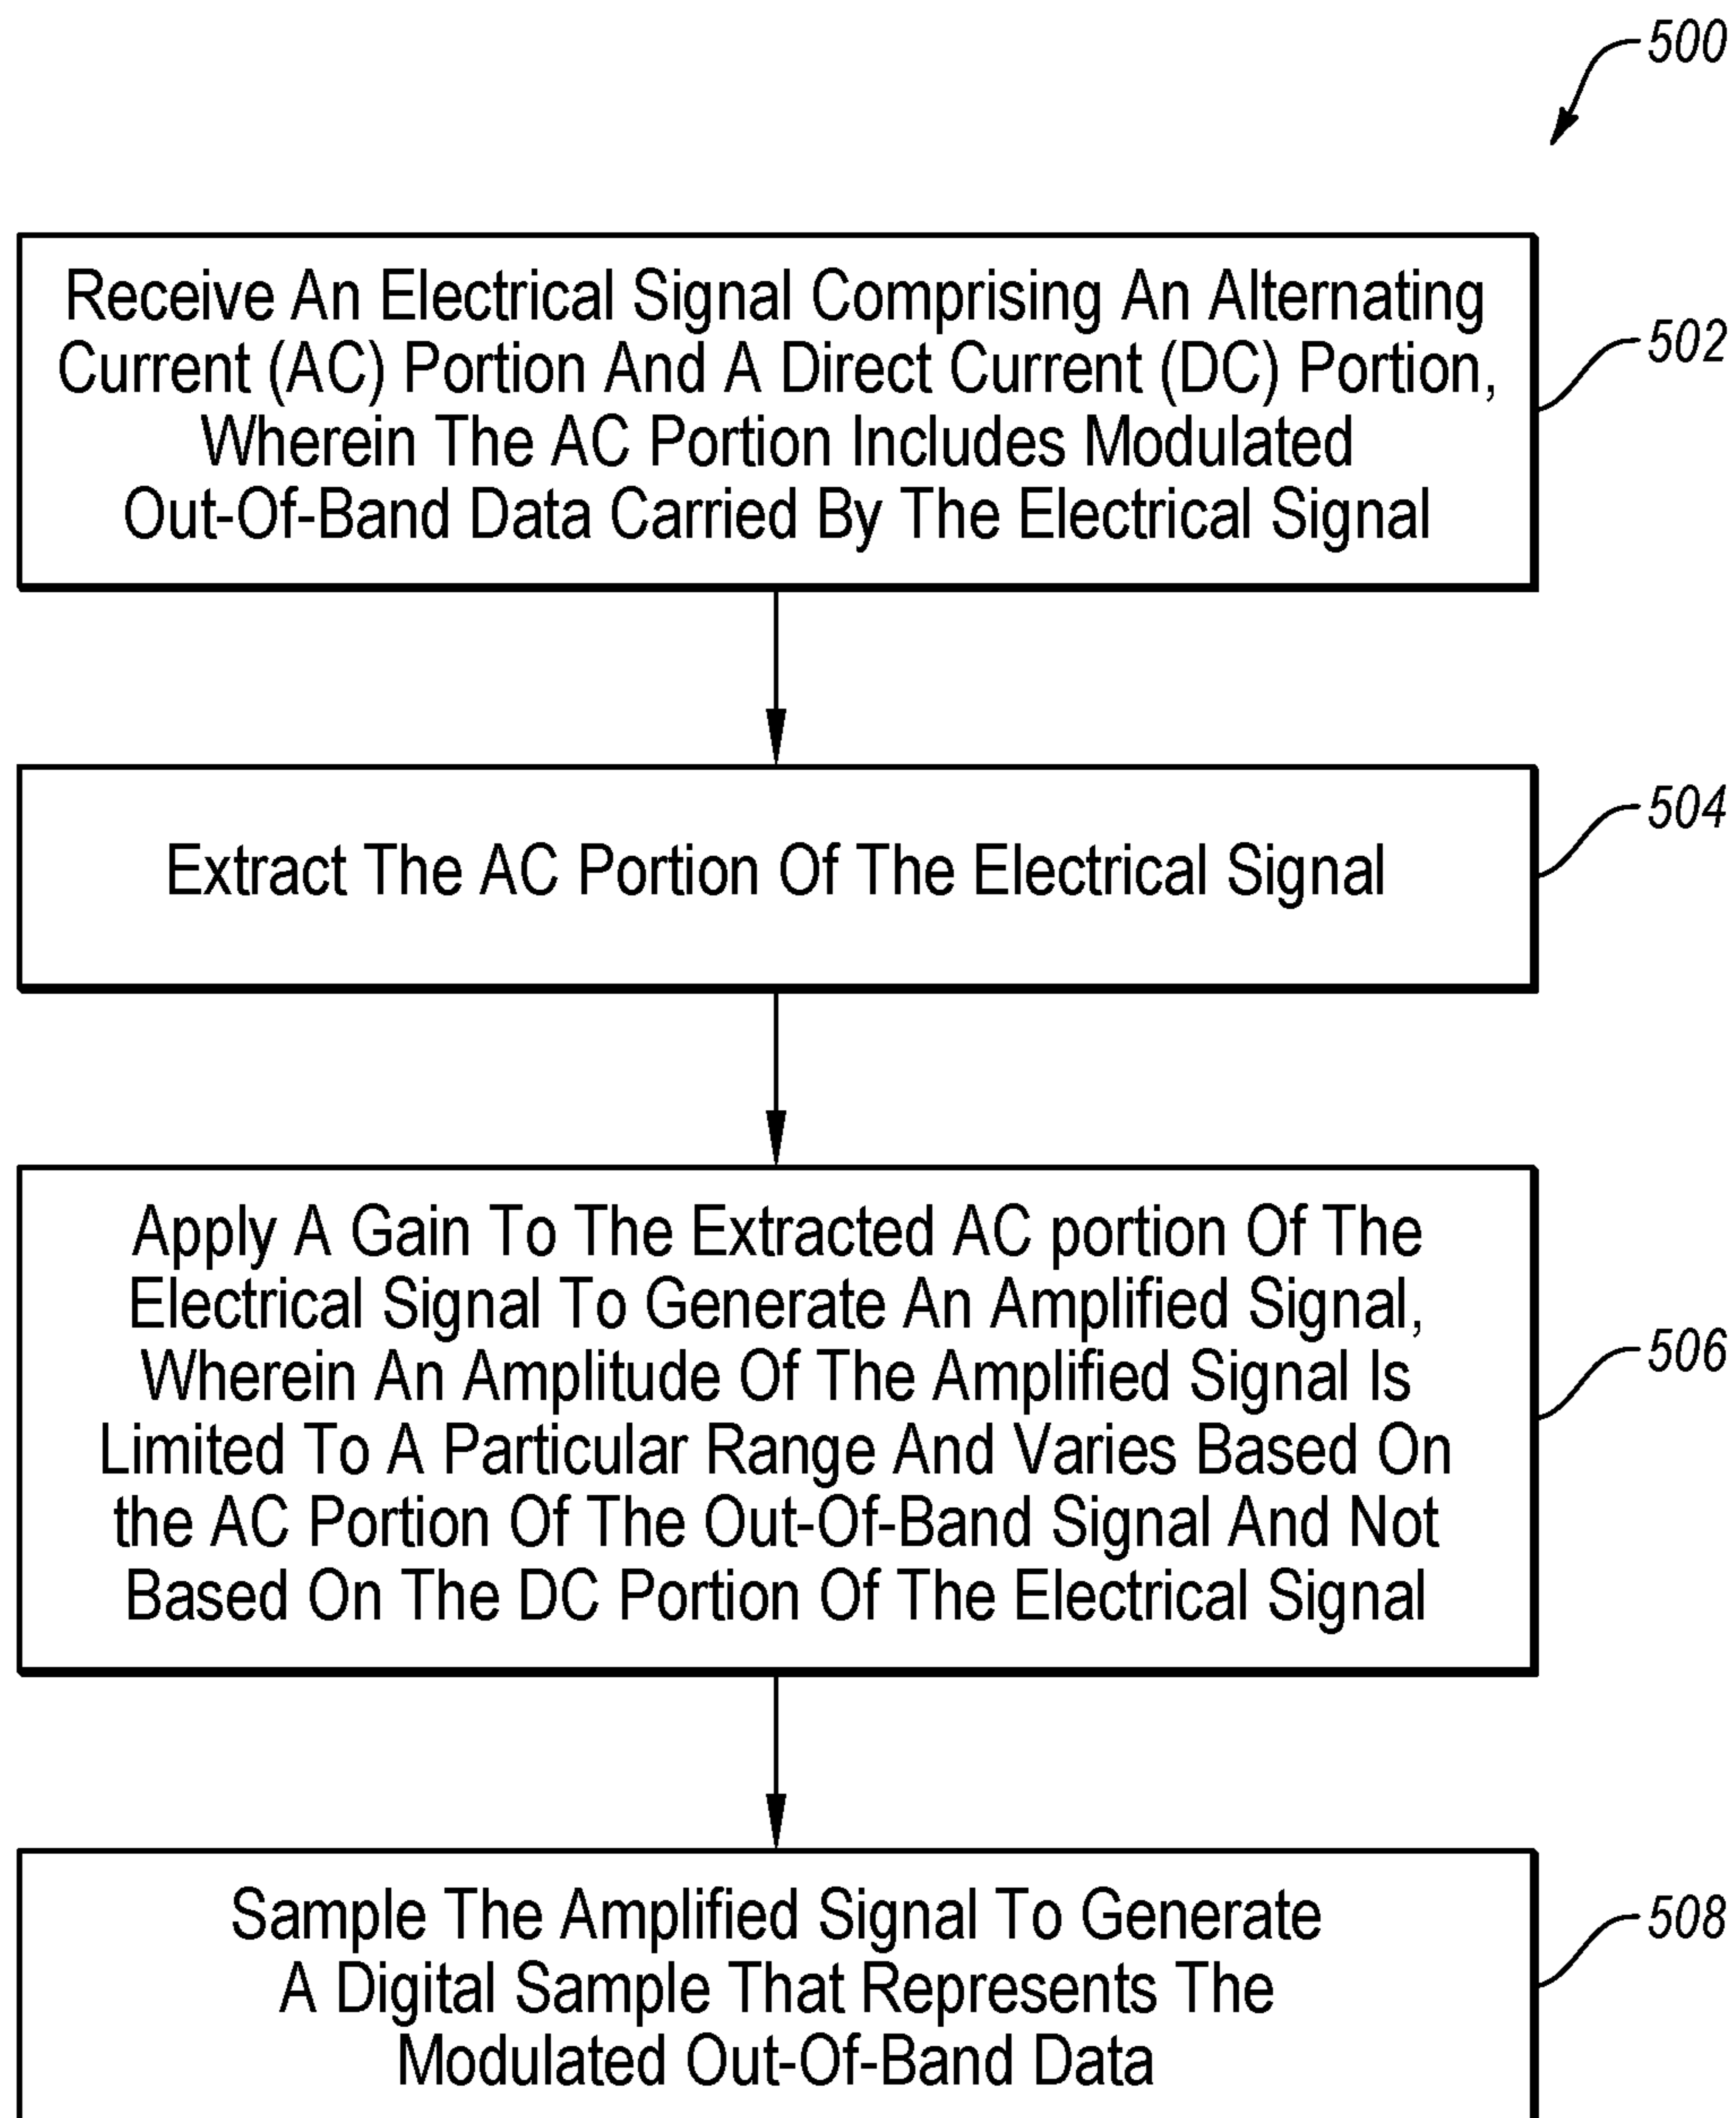 500
Receive An Electrical Signal Comprising An Alternating
Current (AC) Portion And A Direct Current (DC) Portion,
Wherein The AC Portion Includes Modulated
Out-Of-Band Data Carried By The Electrical Signal
502
Extract The AC Portion Of The Electrical Signal
504
Apply A Gain To The Extracted AC portion Of The
Electrical Signal To Generate An Amplified Signal,
Wherein An Amplitude Of The Amplified Signal Is
Limited To A Particular Range And Varies Based On
the AC Portion Of The Out-Of-Band Signal And Not
Based On The DC Portion Of The Electrical Signal
506
Sample The Amplified Signal To Generate
A Digital Sample That Represents The
Modulated Out-Of-Band Data
508